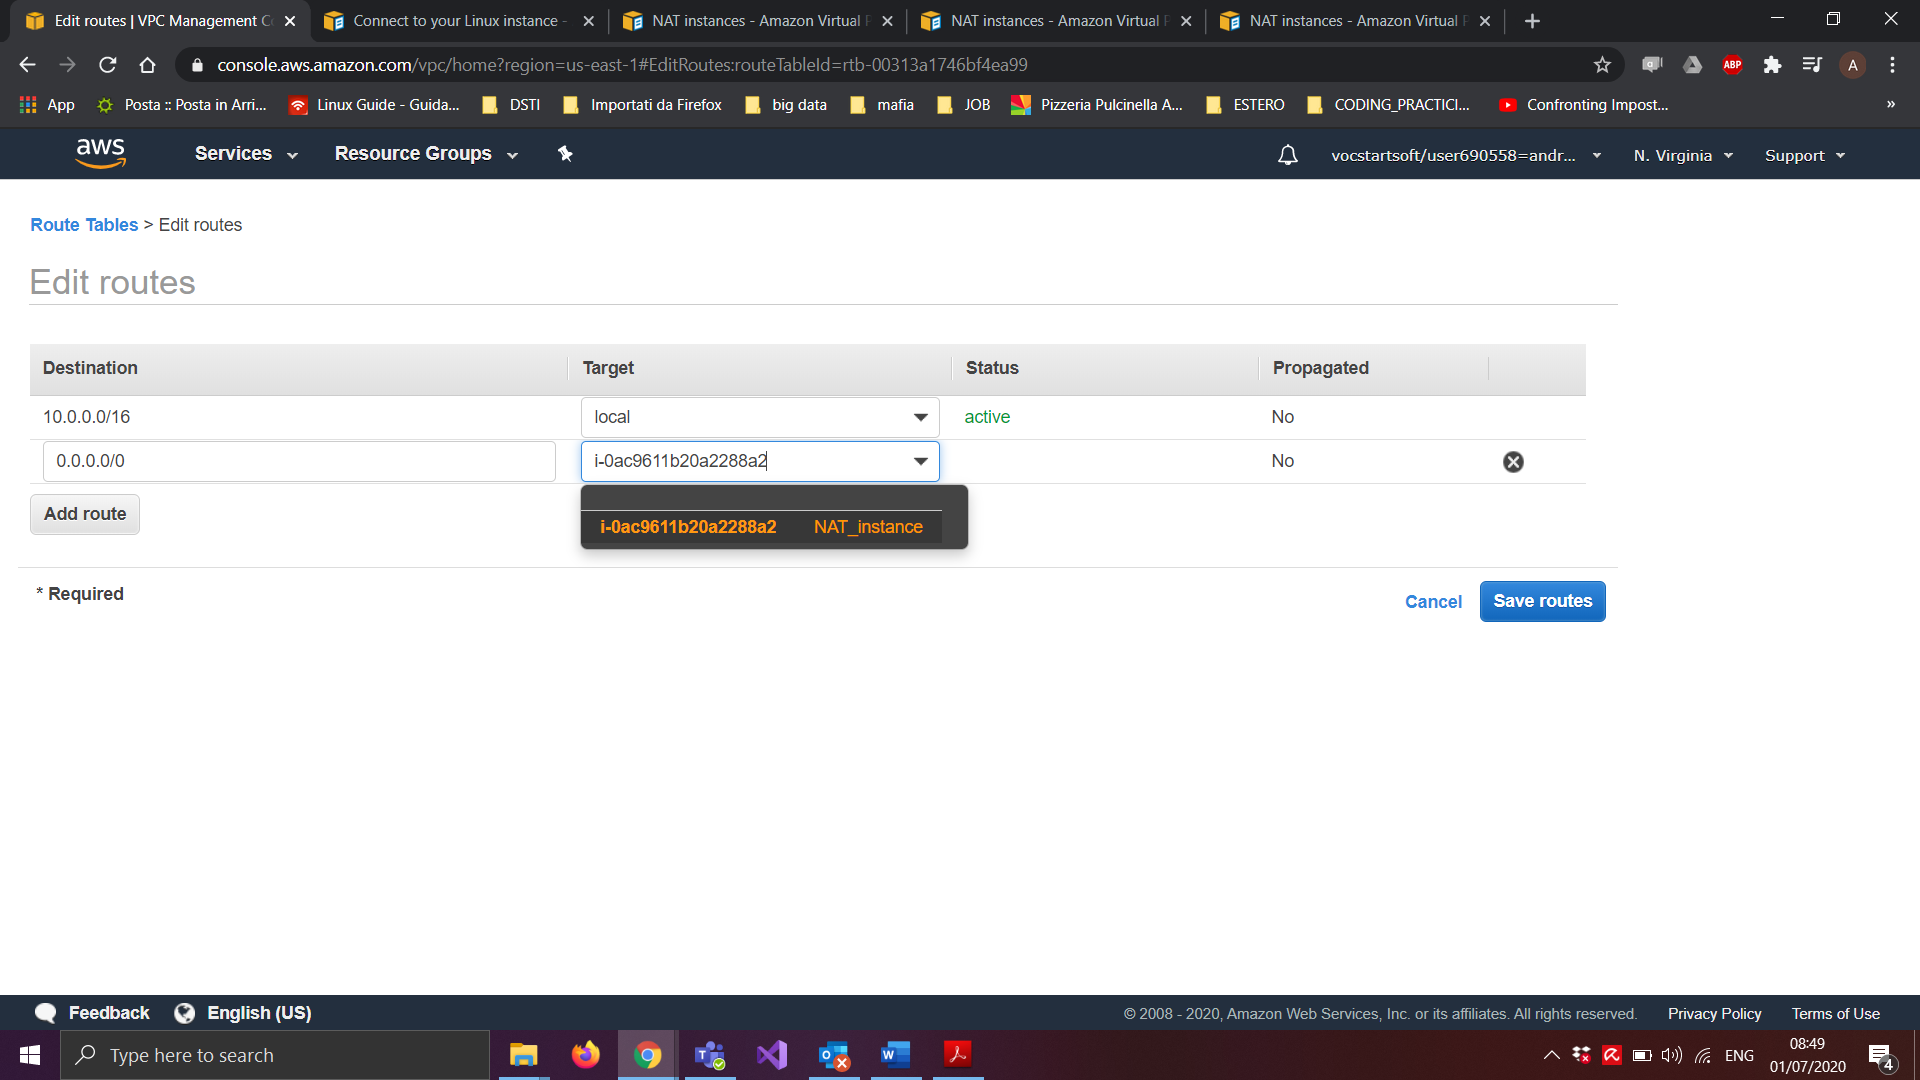 Edit routes | VPC Management C
Connect to your Linux instance -
NAT instances - Amazon Virtual P
NAT instances - Amazon Virtual P
NAT instances - Amazon Virtual P
console.aws.amazon.com/vpc/home?region=us-east-1#EditRoutes:routeTableId=rtb-00313a1746bf4ea99
ABP
A
App
Posta :: Posta in Arri...
Linux Guide - Guida...
DSTI
Importati da Firefox
big data
mafia
JOB
Pizzeria Pulcinella A...
ESTERO
CODING_PRACTICI...
Confronting Impost...
»
aws
Services
Resource Groups
vocstartsoft/user690558=andr...
N. Virginia
Support
Route Tables > Edit routes
Edit routes
Destination Target Status Propagated
10.0.0.0/16 local active No
0.0.0.0/0 i-0ac9611b20a2288a2 No
i-0ac9611b20a2288a2 NAT_instance
Add route
* Required
Cancel
Save routes
Feedback
English (US)
© 2008 - 2020, Amazon Web Services, Inc. or its affiliates. All rights reserved.
Privacy Policy
Terms of Use
Type here to search
ENG
08:49
01/07/2020
4